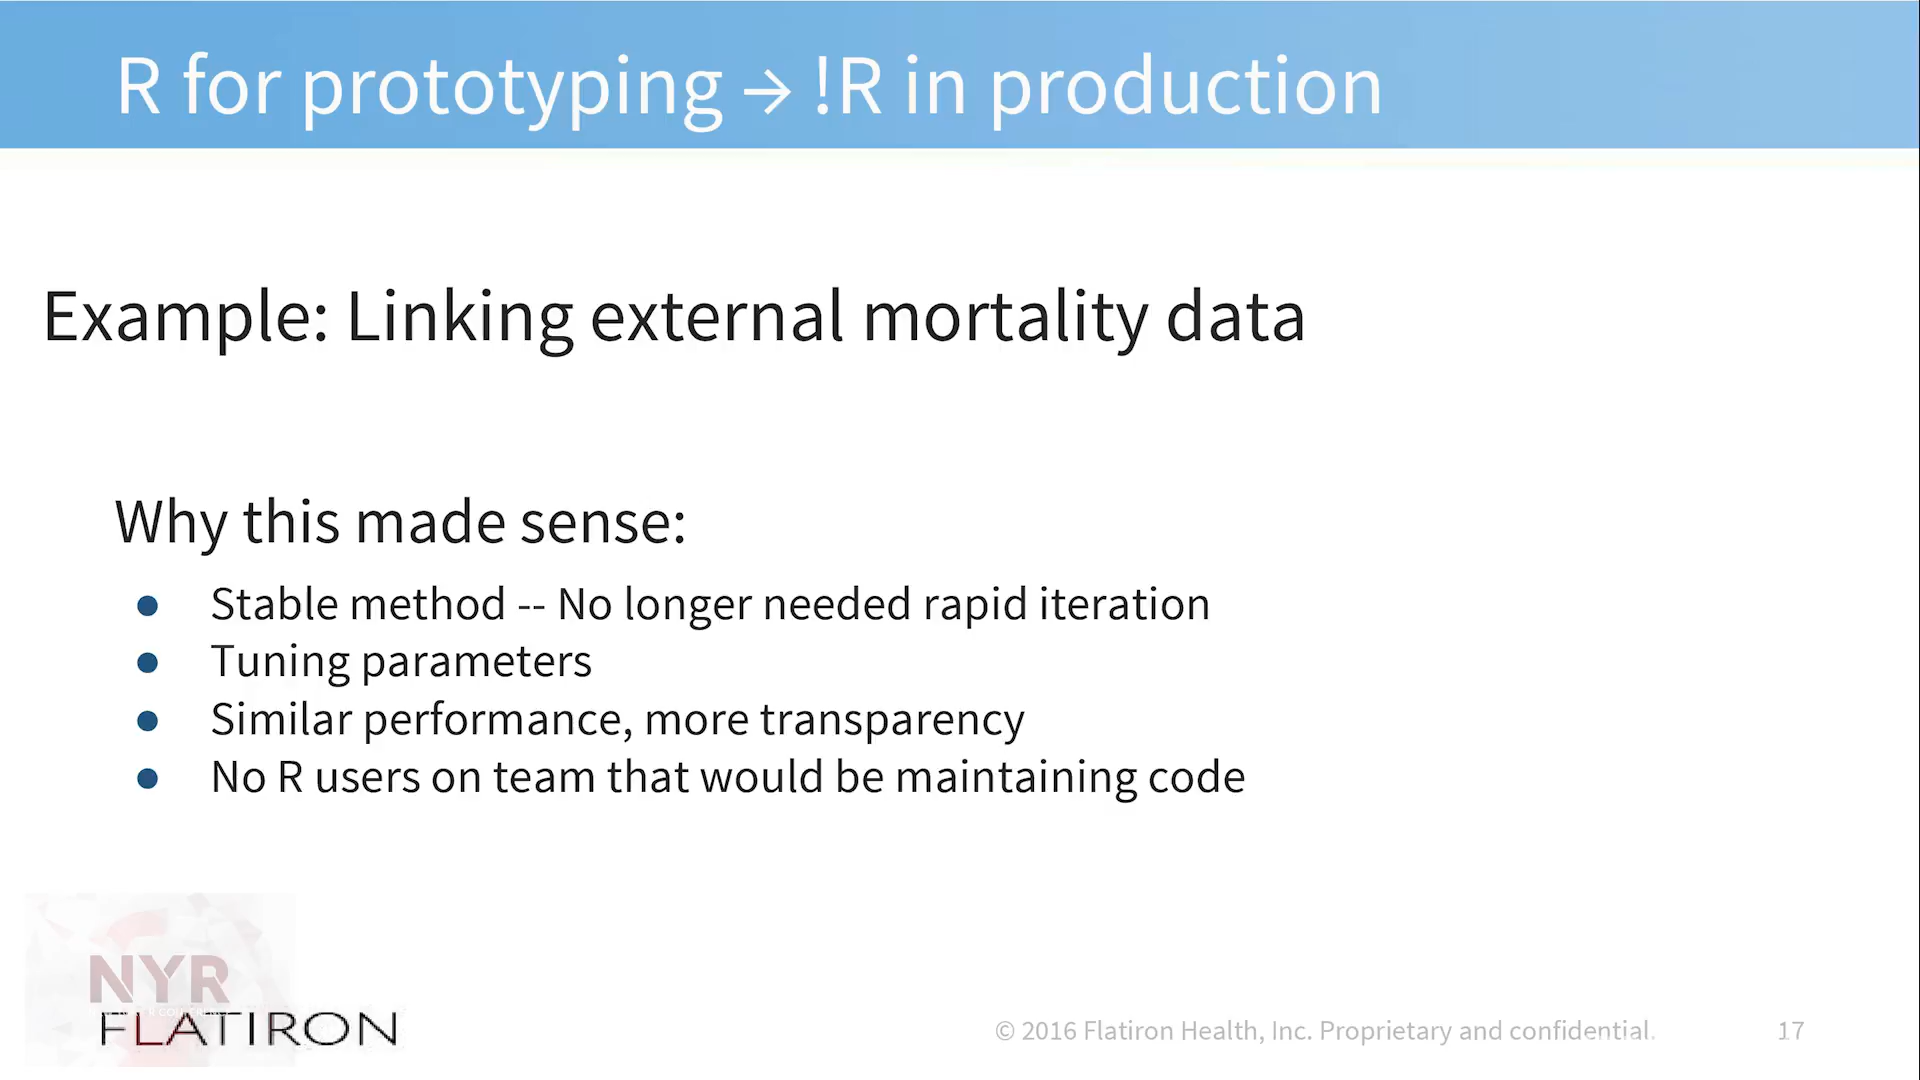 R for prototyping → !R in production
Example: Linking external mortality data
Why this made sense:
● Stable method -- No longer needed rapid iteration
● Tuning parameters
● Similar performance, more transparency
● No R users on team that would be maintaining code
NYR
FLATIRON
© 2016 Flatiron Health, Inc. Proprietary and confidential.
17